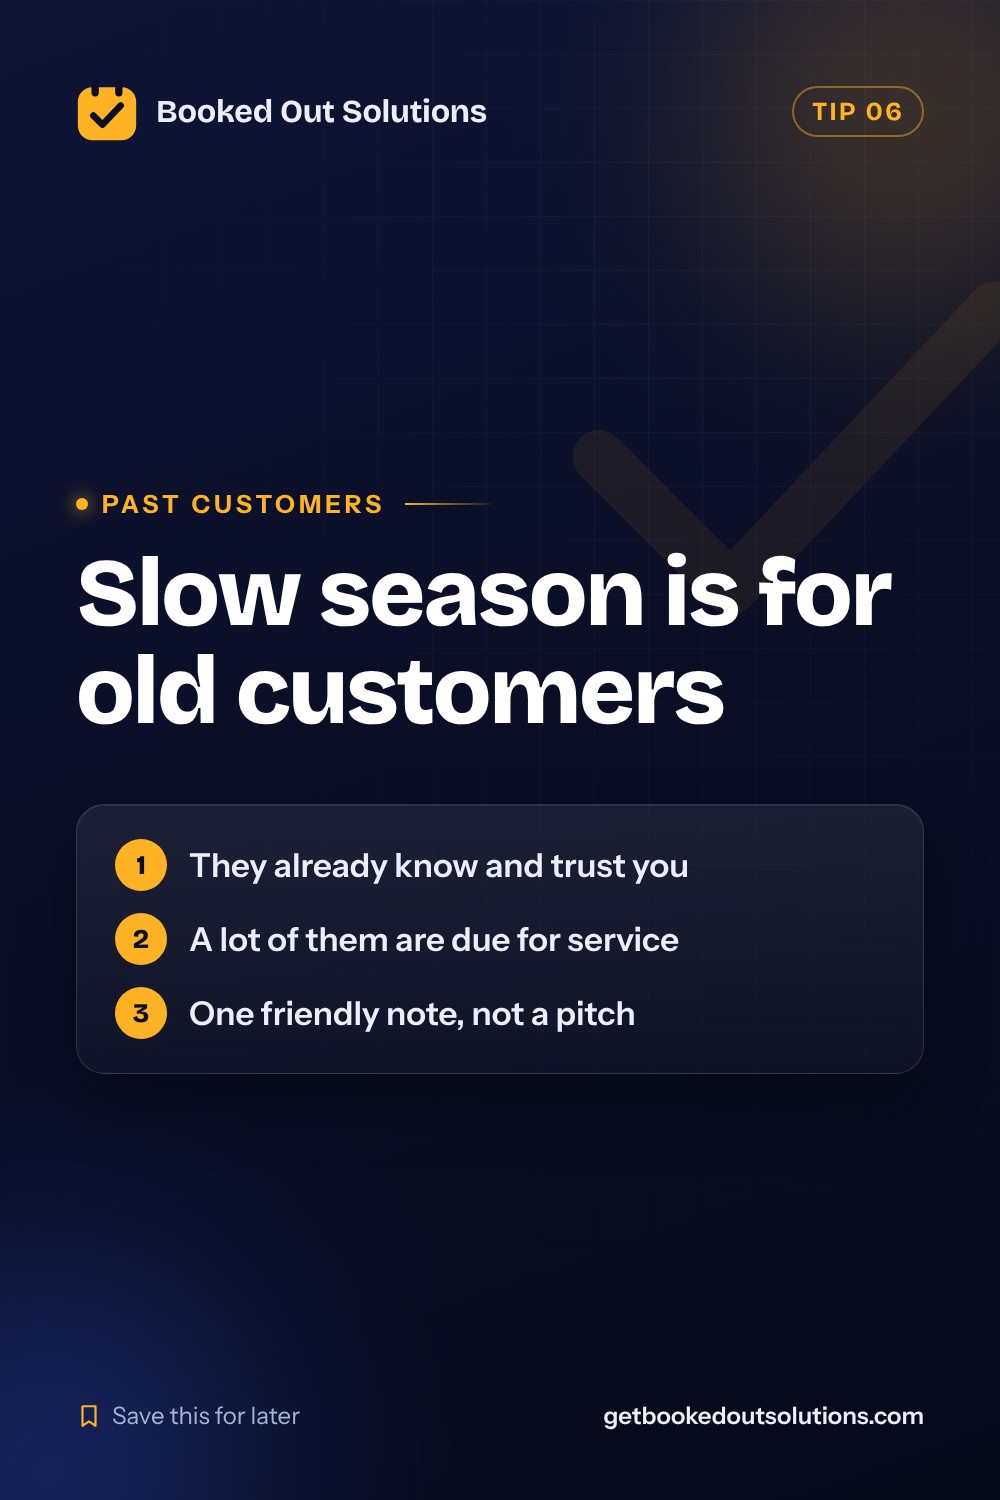 Booked Out Solutions
TIP 06
PAST CUSTOMERS
Slow season is for
old customers
1 They already know and trust you
2 A lot of them are due for service
3 One friendly note, not a pitch
Save this for later
getbookedoutsolutions.com